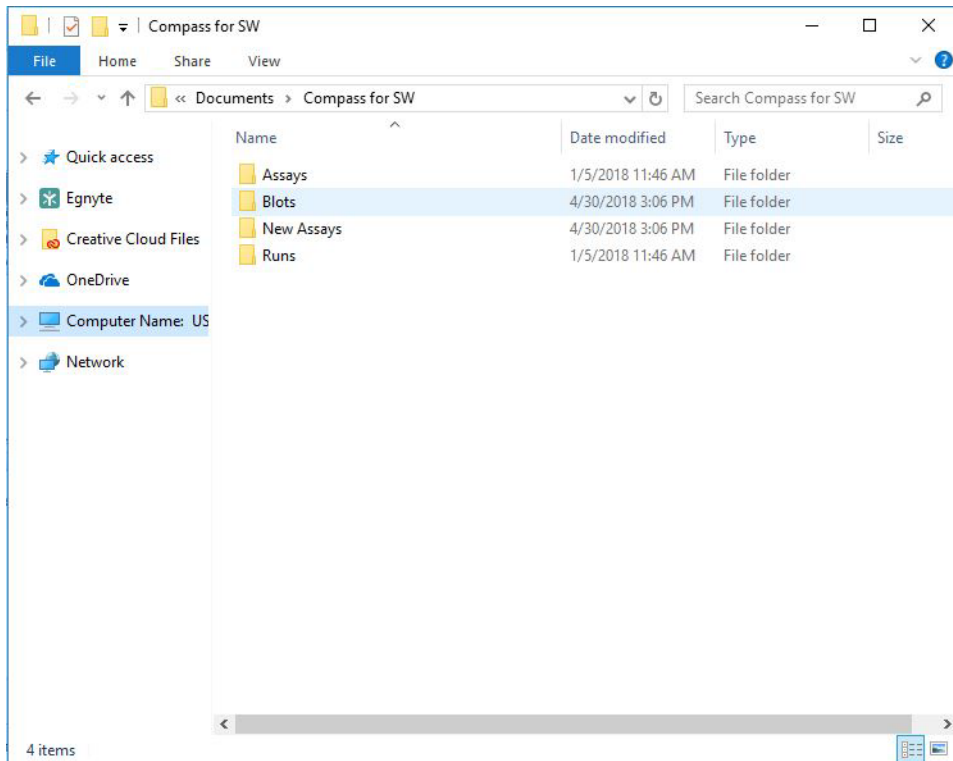 Compass for SW
File Home Share View
« Documents › Compass for SW
Search Compass for SW
Name Date modified Type Size
Quick access
Egnyte
Creative Cloud Files
OneDrive
Computer Name: US
Network
Assays 1/5/2018 11:46 AM File folder
Blots 4/30/2018 3:06 PM File folder
New Assays 4/30/2018 3:06 PM File folder
Runs 1/5/2018 11:46 AM File folder
4 items